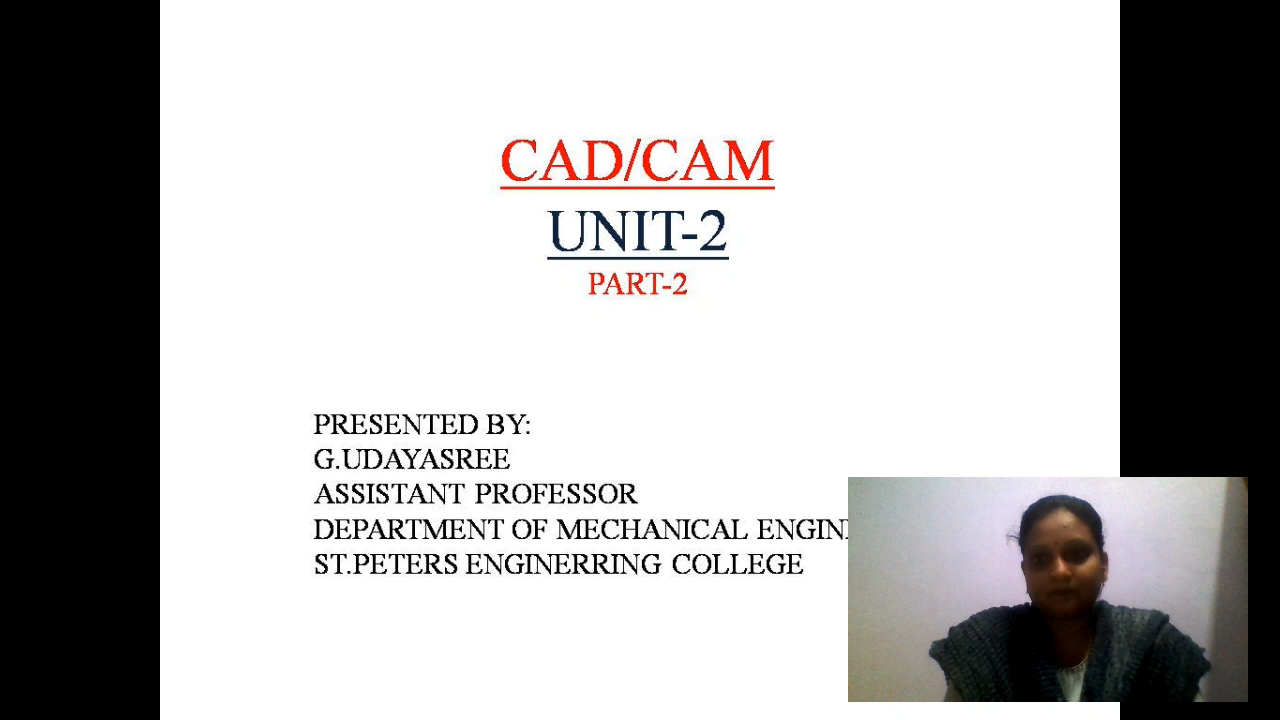 CAD/CAM
UNIT-2
PART-2
PRESENTED BY:
G.UDAYASREE
ASSISTANT PROFESSOR
DEPARTMENT OF MECHANICAL
ST.PETERS ENGINERRING COLLEGE